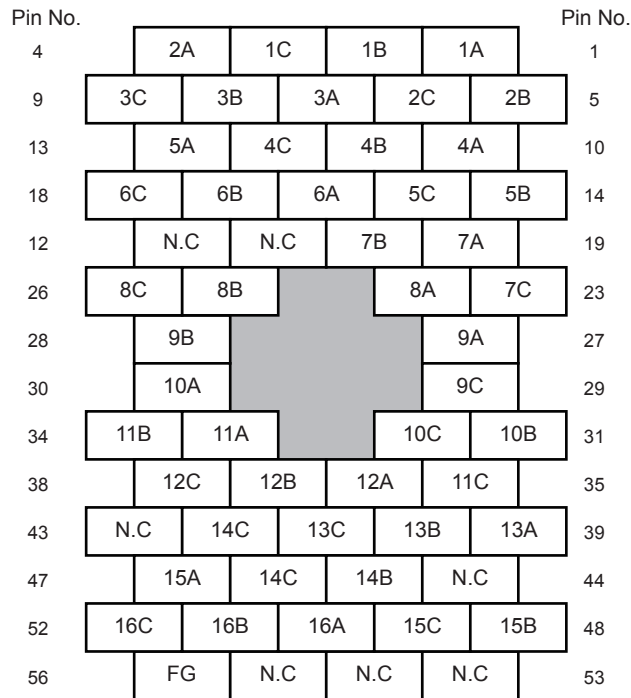 Pin No. Pin No.
4 2A 1C 1B 1A 1
9 3C 3B 3A 2C 2B 5
13 5A 4C 4B 4A 10
18 6C 6B 6A 5C 5B 14
12 N.C N.C 7B 7A 19
26 8C 8B 8A 7C 23
28 9B 9A 27
30 10A 9C 29
34 11B 11A 10C 10B 31
38 12C 12B 12A 11C 35
43 N.C 14C 13C 13B 13A 39
47 15A 14C 14B N.C 44
52 16C 16B 16A 15C 15B 48
56 FG N.C N.C N.C 53